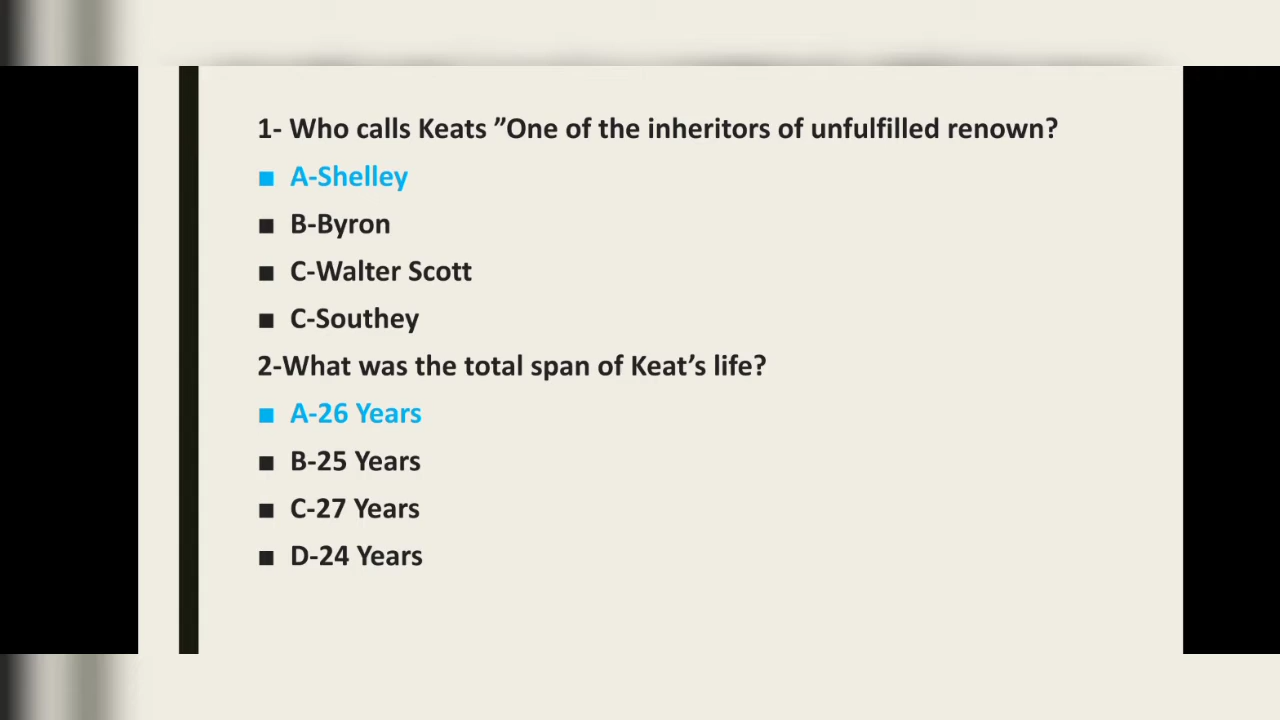 1- Who calls Keats ”One of the inheritors of unfulfilled renown?
■ A-Shelley
■ B-Byron
■ C-Walter Scott
■ C-Southey
2-What was the total span of Keat’s life?
■ A-26 Years
■ B-25 Years
■ C-27 Years
■ D-24 Years